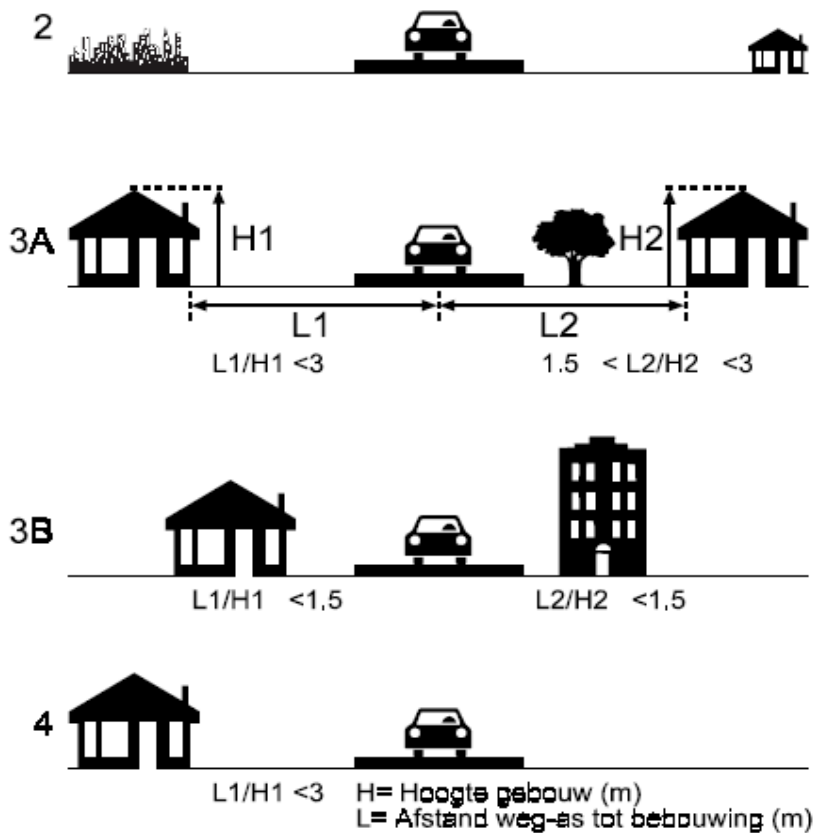 2
3A H1 H2
L1 L2
L1/H1 <3 1.5 < L2/H2 <3
3B
L1/H1 <1,5 L2/H2 <1,5
4
L1/H1 <3 H= Hoogte gebouw (m)
L= Afstand weg-as tot bebouwing (m)